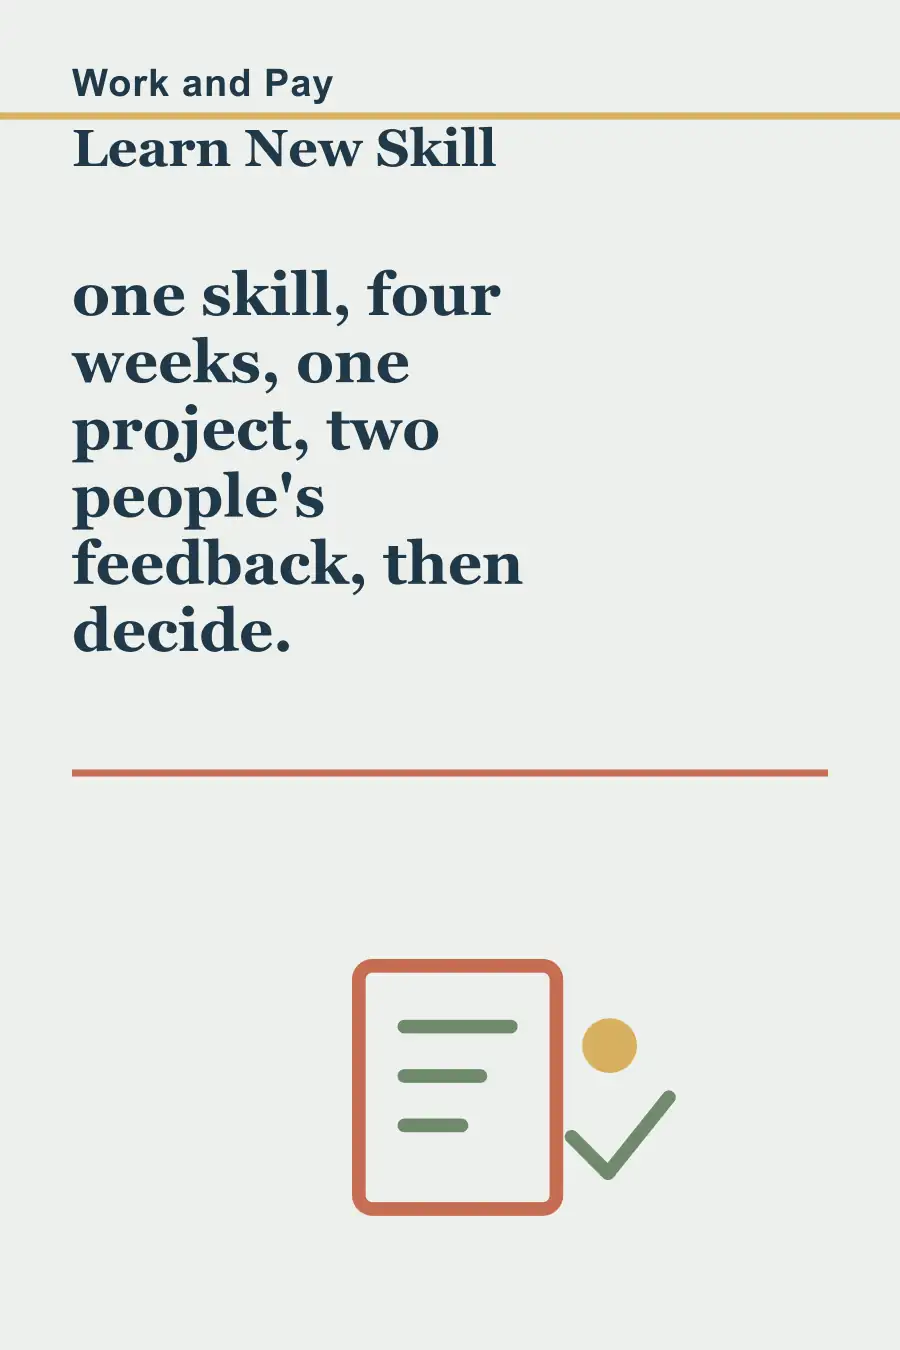 Work and Pay
Learn New Skill
one skill, four
weeks, one
project, two
people's
feedback, then
decide.